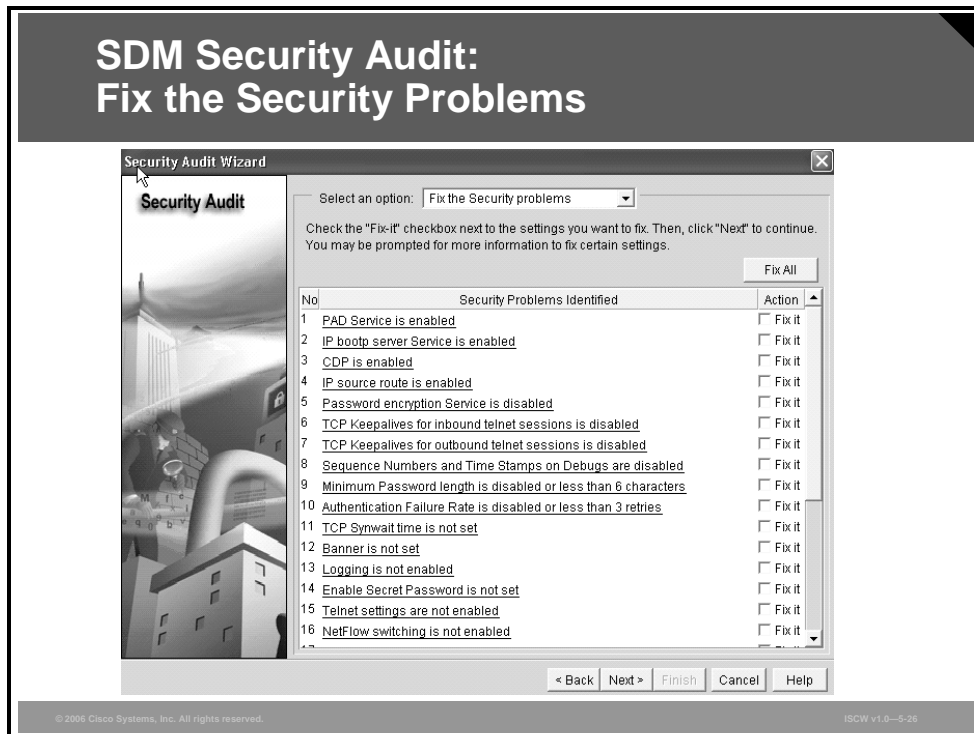 SDM Security Audit:
Fix the Security Problems
Security Audit Wizard
Security Audit
Select an option: Fix the Security problems
Check the "Fix-it" checkbox next to the settings you want to fix. Then, click "Next" to continue.
You may be prompted for more information to fix certain settings.
Fix All
No Security Problems Identified Action
1 PAD Service is enabled Fix it
2 IP bootp server Service is enabled Fix it
3 CDP is enabled Fix it
4 IP source route is enabled Fix it
5 Password encryption Service is disabled Fix it
6 TCP Keepalives for inbound telnet sessions is disabled Fix it
7 TCP Keepalives for outbound telnet sessions is disabled Fix it
8 Sequence Numbers and Time Stamps on Debugs are disabled Fix it
9 Minimum Password length is disabled or less than 6 characters Fix it
10 Authentication Failure Rate is disabled or less than 3 retries Fix it
11 TCP Synwait time is not set Fix it
12 Banner is not set Fix it
13 Logging is not enabled Fix it
14 Enable Secret Password is not set Fix it
15 Telnet settings are not enabled Fix it
16 NetFlow switching is not enabled Fix it
< Back Next > Finish Cancel Help
© 2006 Cisco Systems, Inc. All rights reserved. ISCW v1.0—5-26